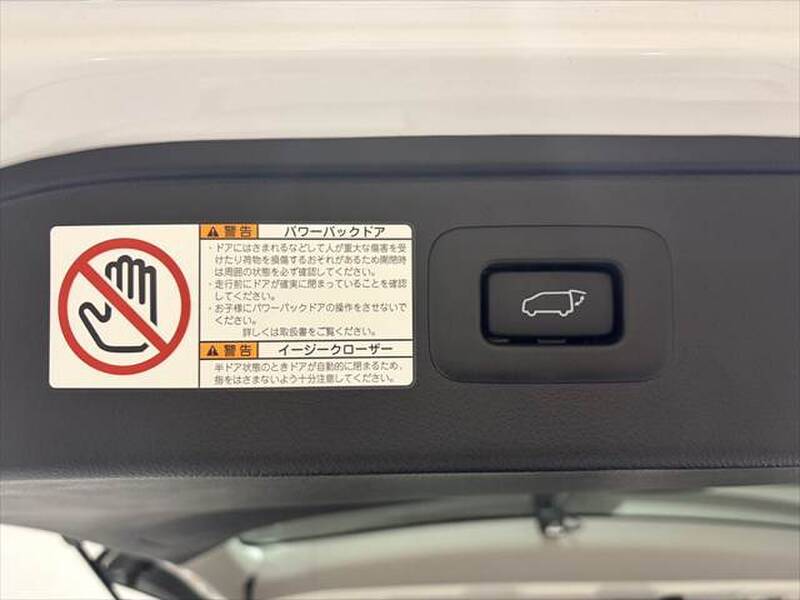 警告 パワーバックドア
・ドアにはさまれるなどして人が重大な傷害を受
けたり荷物を損傷するおそれがあるため開閉時
は周囲の状態を必ず確認してください。
・走行前にドアが確実に閉まっていることを確認
してください。
・お子様にパワーバックドアの操作をさせないで
ください。
詳しくは取扱書をご覧ください。
警告 イージークローザー
半ドア状態のときドアが自動的に閉まるため、
指をはさまないよう十分注意してください。